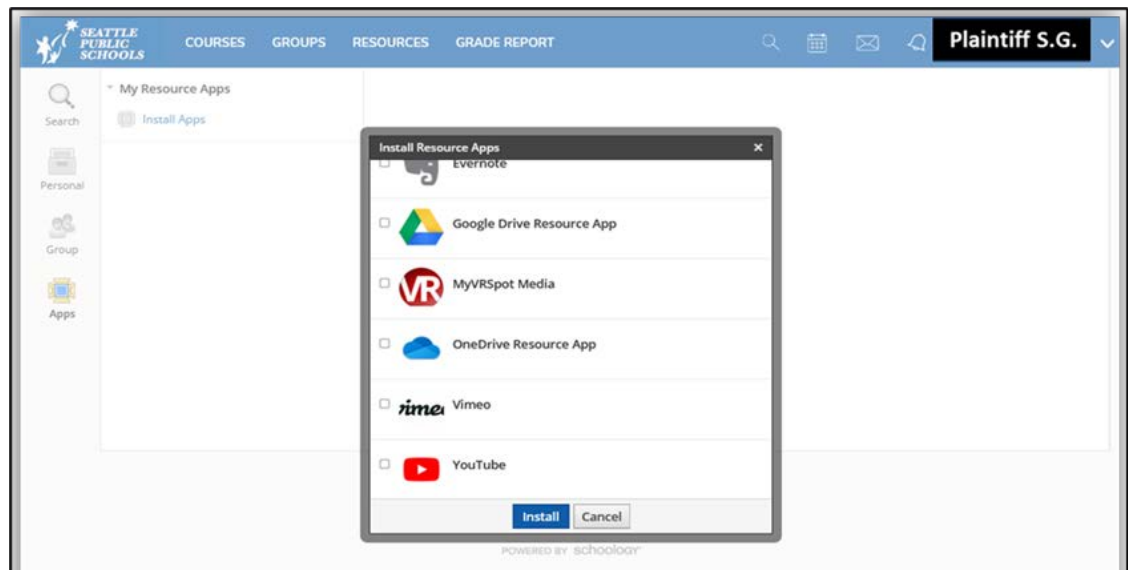 SEATTLE
PUBLIC
SCHOOLS
COURSES GROUPS RESOURCES GRADE REPORT
Plaintiff S.G.
Search
Personal
Group
Apps
My Resource Apps
Install Apps
Install Resource Apps
Evernote
Google Drive Resource App
VR
MyVRSpot Media
OneDrive Resource App
vimeo
Vimeo
YouTube
Install Cancel
POWERED BY schoology